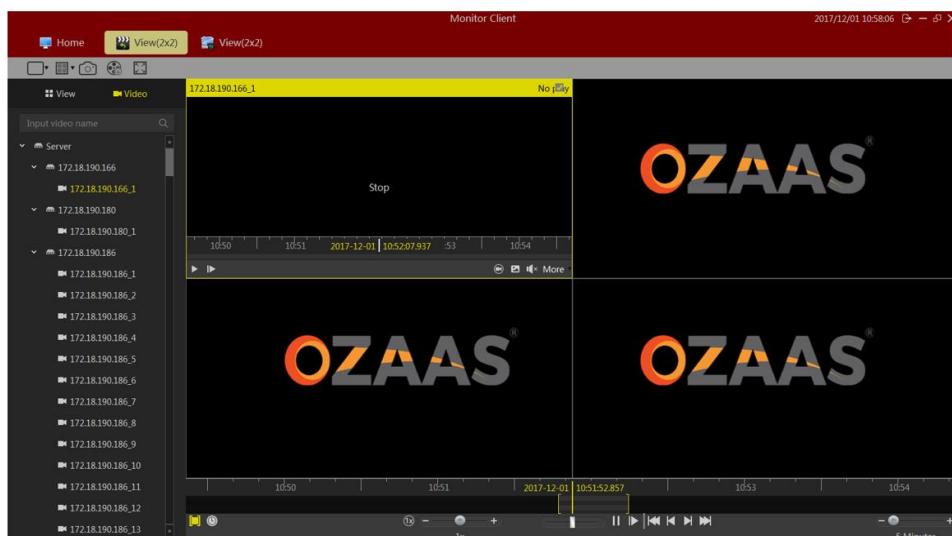 Monitor Client
2017/12/01 10:58:06
Home
View(2x2)
View(2x2)
View
Video
Input video name
Server
172.18.190.166
172.18.190.166_1
172.18.190.180
172.18.190.180_1
172.18.190.186
172.18.190.186_1
172.18.190.186_2
172.18.190.186_3
172.18.190.186_4
172.18.190.186_5
172.18.190.186_6
172.18.190.186_7
172.18.190.186_8
172.18.190.186_9
172.18.190.186_10
172.18.190.186_11
172.18.190.186_12
172.18.190.186_13
172.18.190.166_1
Stop
10:50 10:51 2017-12-01 10:52:07.937 :53 10:54
More
OZAAS®
OZAAS®
OZAAS®
10:50 10:51 2017-12-01 10:51:52.857 10:53 10:54
1x
5 Minutes